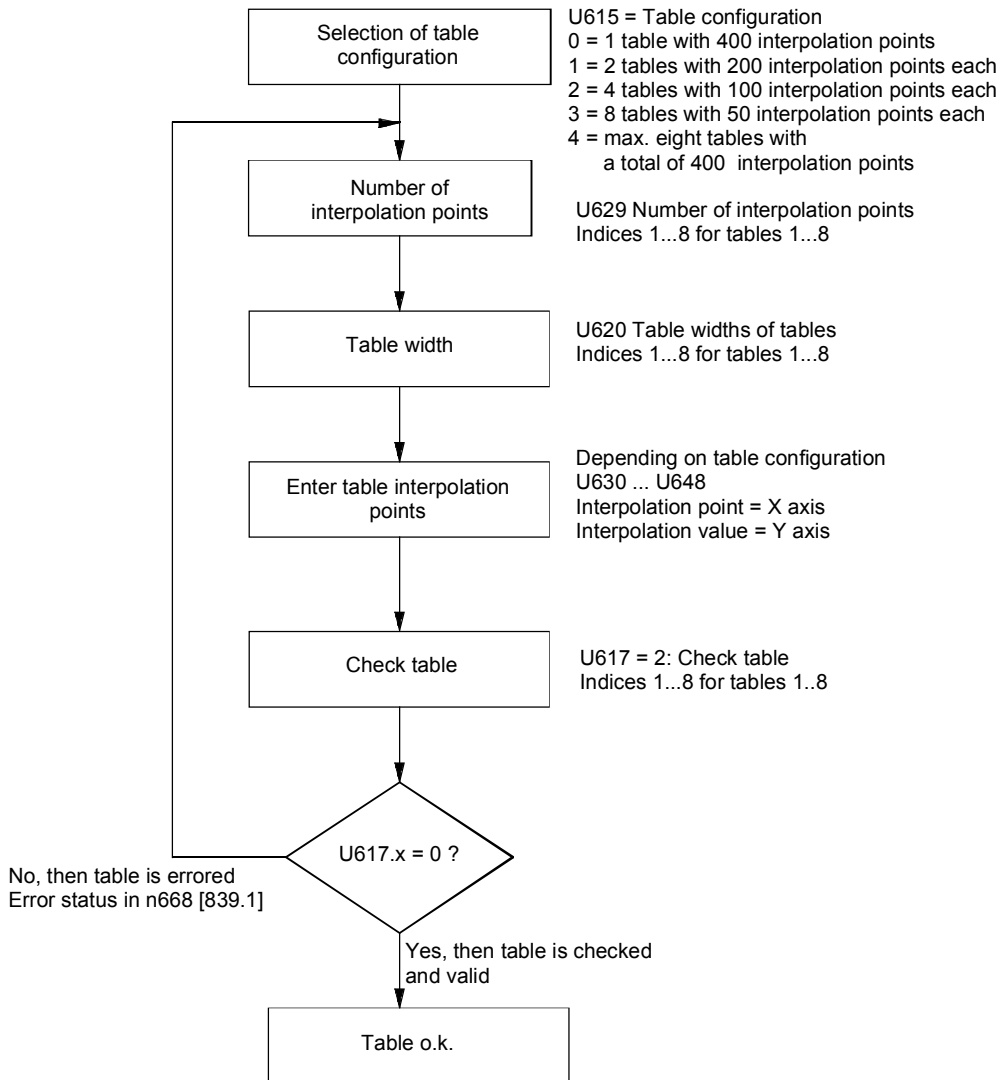 Selection of table
configuration
U615 = Table configuration
0 = 1 table with 400 interpolation points
1 = 2 tables with 200 interpolation points each
2 = 4 tables with 100 interpolation points each
3 = 8 tables with 50 interpolation points each
4 = max. eight tables with
a total of 400 interpolation points
Number of
interpolation points
U629 Number of interpolation points
Indices 1...8 for tables 1...8
Table width
U620 Table widths of tables
Indices 1...8 for tables 1...8
Enter table interpolation
points
Depending on table configuration
U630 ... U648
Interpolation point = X axis
Interpolation value = Y axis
Check table
U617 = 2: Check table
Indices 1...8 for tables 1..8
U617.x = 0 ?
No, then table is errored
Error status in n668 [839.1]
Yes, then table is checked
and valid
Table o.k.